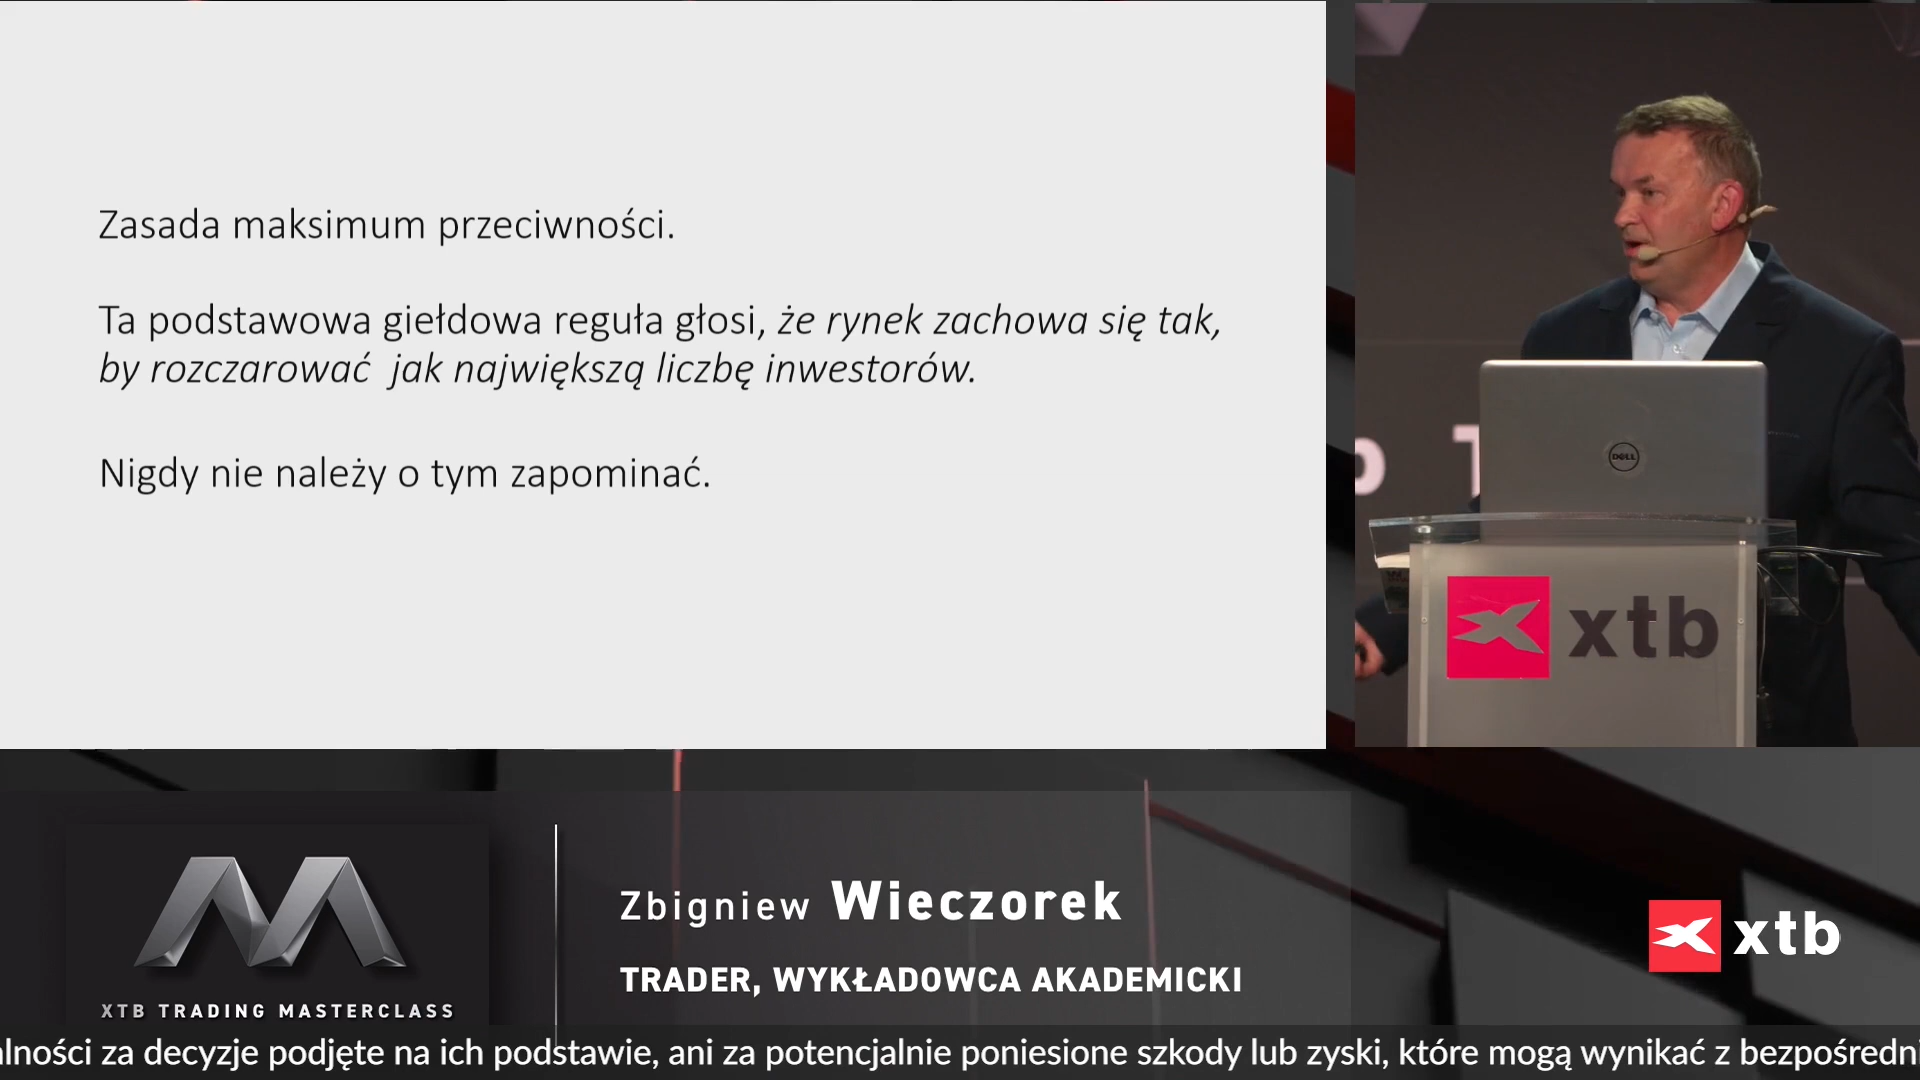 Zasada maksimum przeciwności.
Ta podstawowa giełdowa reguła głosi, że rynek zachowa się tak,
by rozczarować jak największą liczbę inwestorów.
Nigdy nie należy o tym zapominać.
DELL
xtb
Zbigniew Wieczorek
TRADER, WYKŁADOWCA AKADEMICKI
XTB TRADING MASTERCLASS
xtb
alności za decyzje podjęte na ich podstawie, ani za potencjalnie poniesione szkody lub zyski, które mogą wynikać z